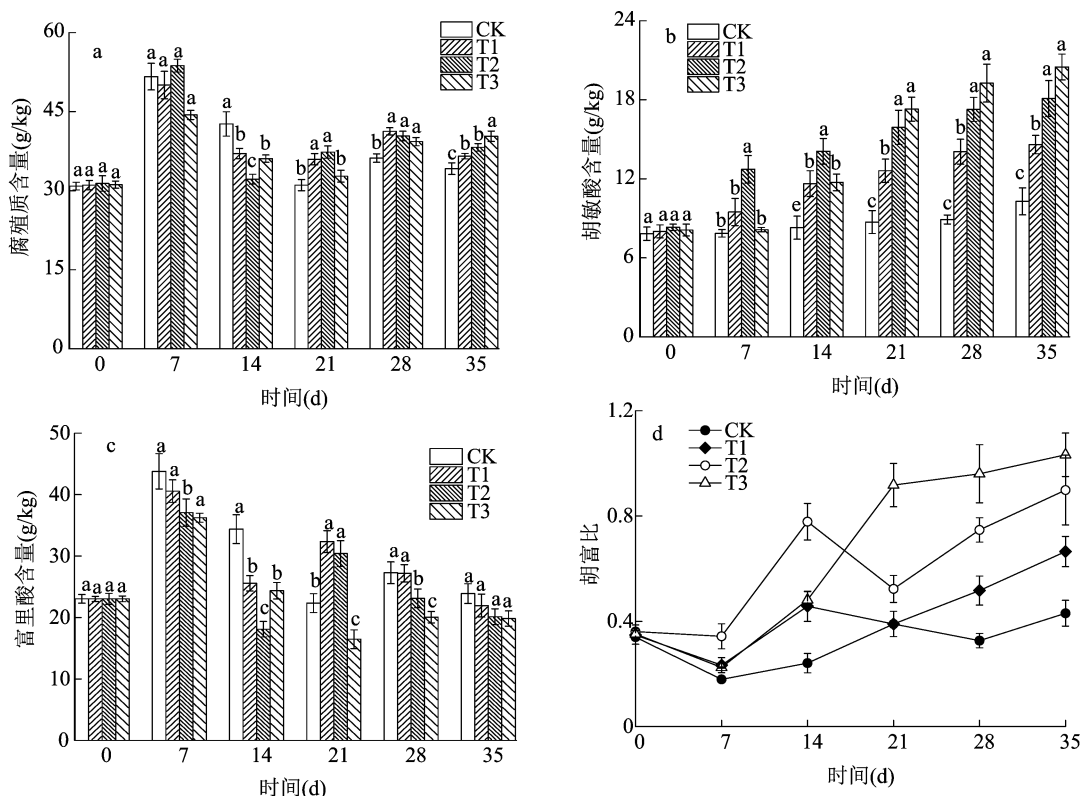 60
45
30
15
0
腐殖质含量(g/kg)
a
CK
T1
T2
T3
a a a a
a a a a
a b c b
b a a b
b a a a
c b b a
0 7 14 21 28 35
时间(d)
24
18
12
6
0
胡敏酸含量(g/kg)
b
CK
T1
T2
T3
a a a a
b b a b
e b a b
c b a a
c b a a
c b a a
0 7 14 21 28 35
时间(d)
50
40
30
20
10
0
富里酸含量(g/kg)
c
CK
T1
T2
T3
a a a a
a a b a
a b c b
b a a c
a a b c
a a a a
0 7 14 21 28 35
时间(d)
1.2
0.8
0.4
0
胡富比
d
CK
T1
T2
T3
0 7 14 21 28 35
时间(d)